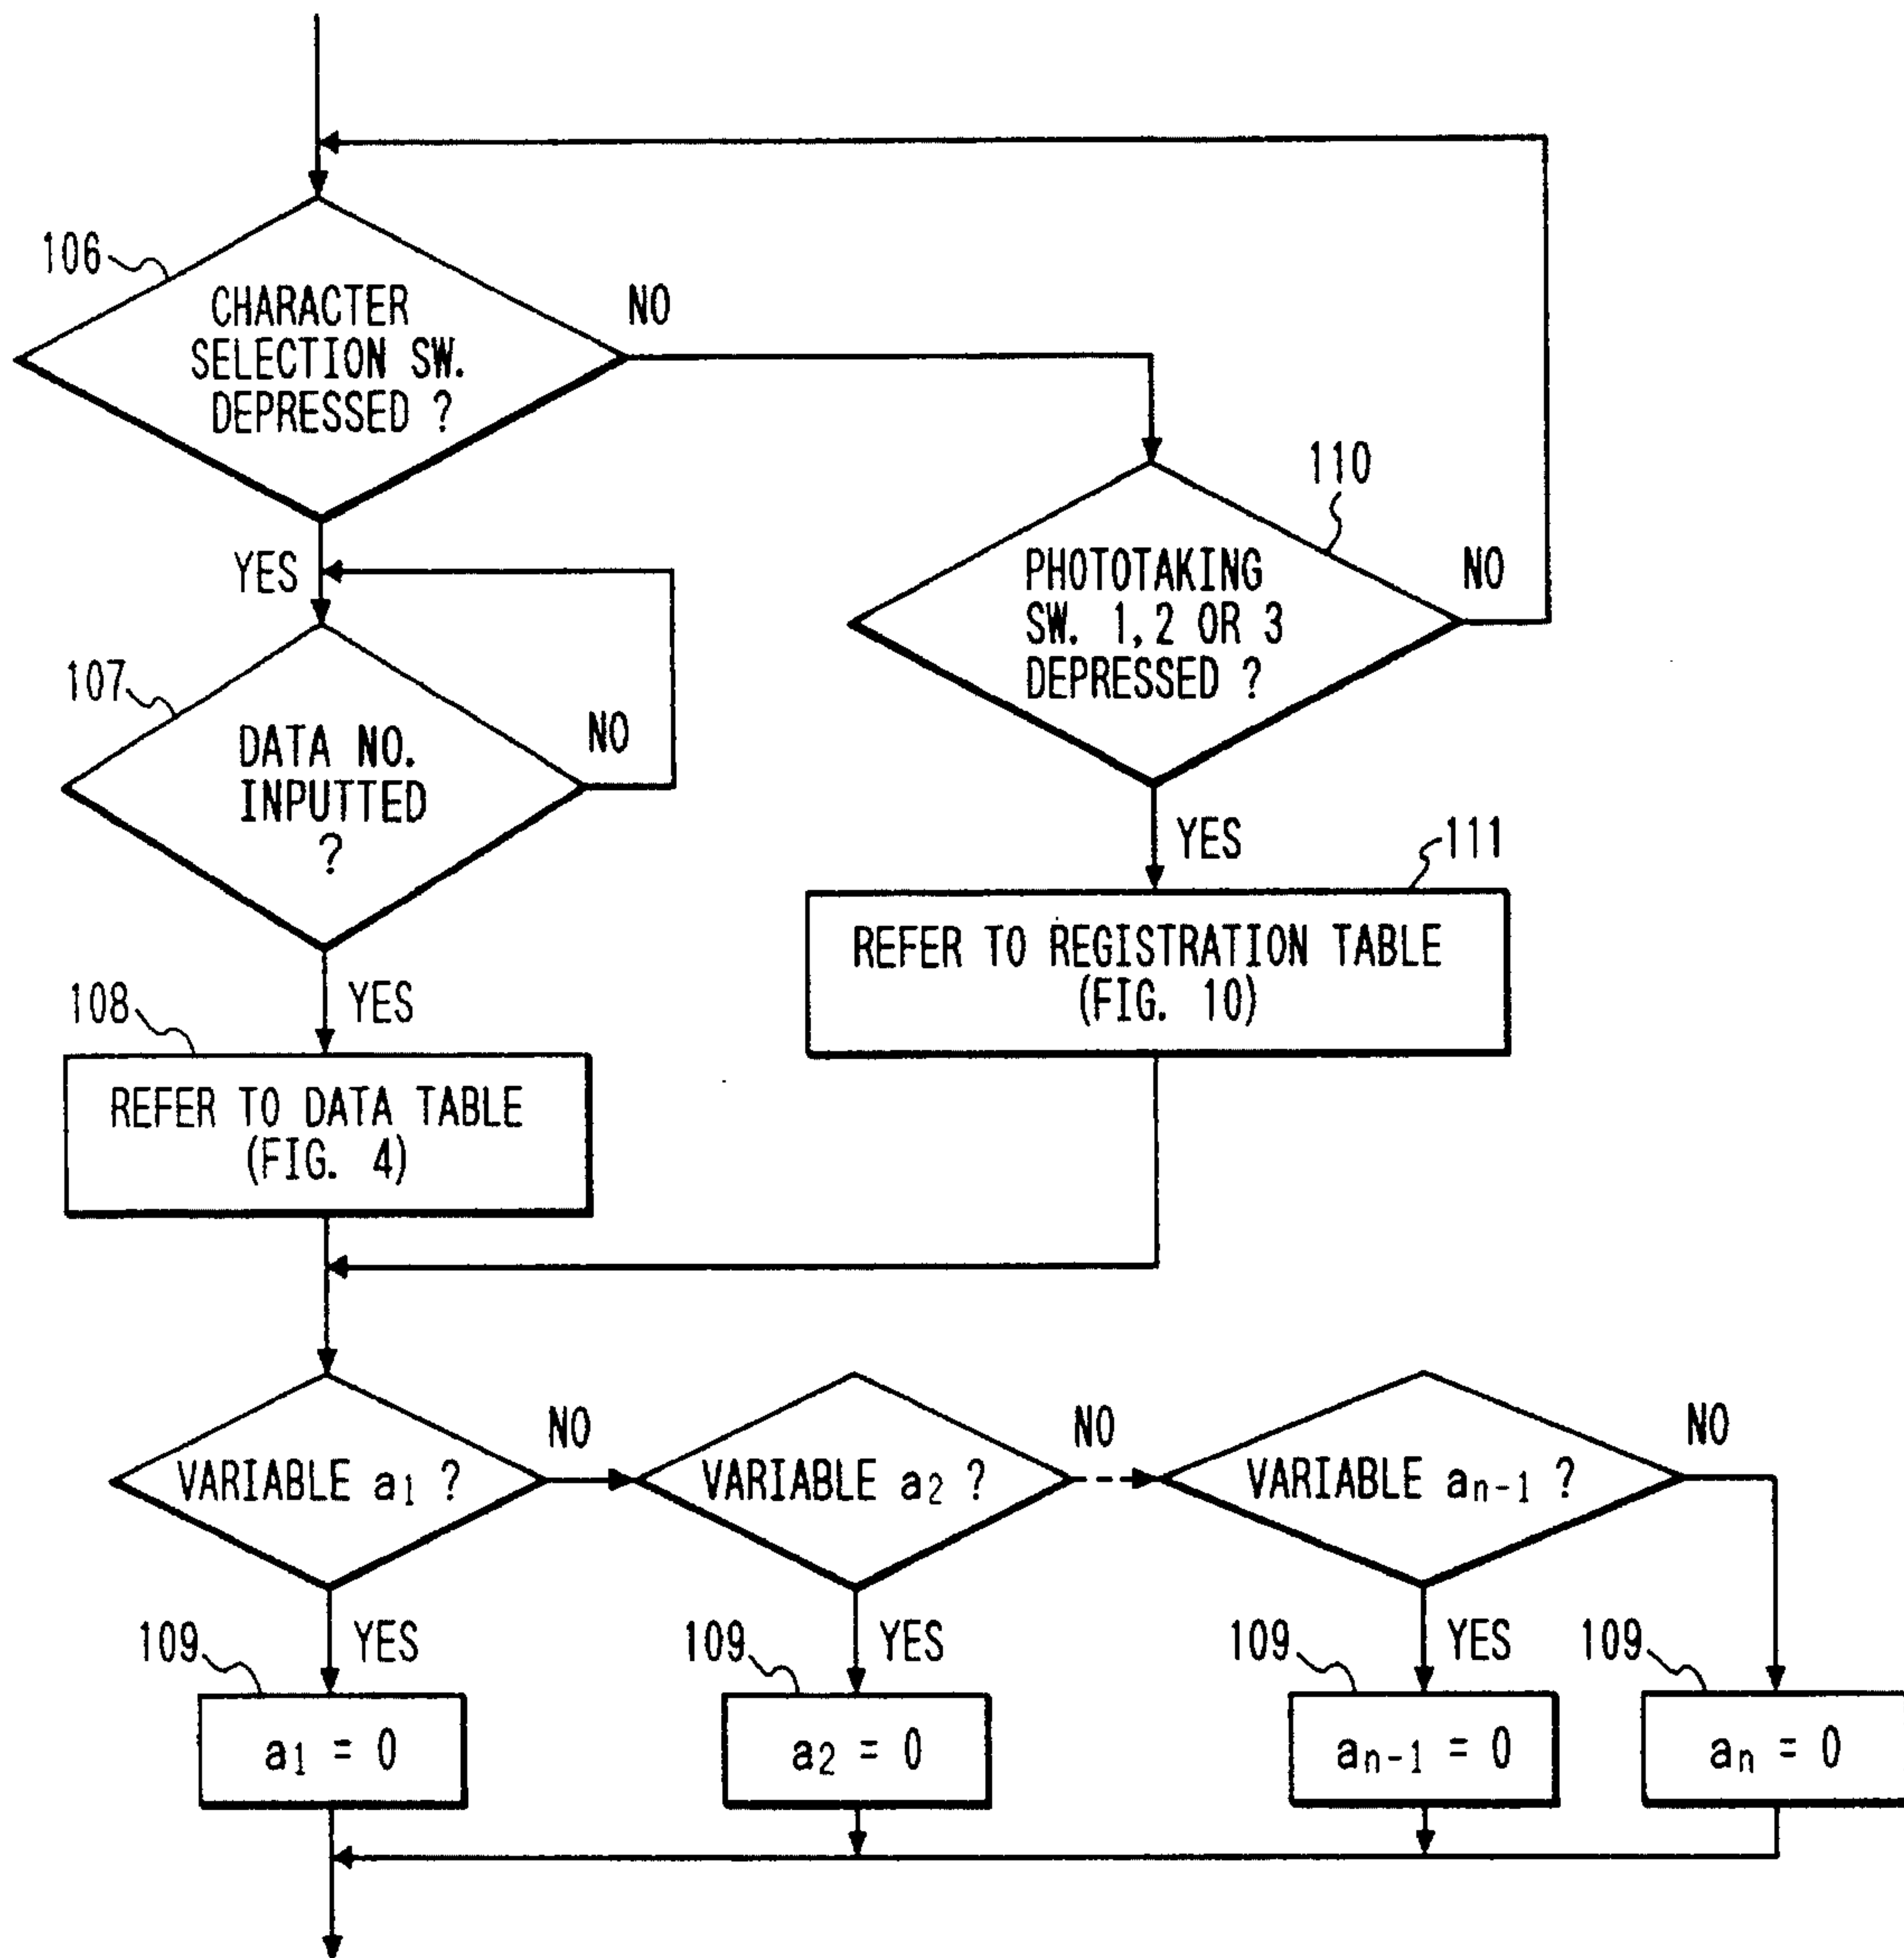 106
CHARACTER
SELECTION SW.
DEPRESSED ?
NO
YES
110
PHOTOTAKING
SW. 1, 2 OR 3
DEPRESSED ?
NO
YES
107
DATA NO.
INPUTTED
?
NO
YES
111
REFER TO REGISTRATION TABLE
(FIG. 10)
108
REFER TO DATA TABLE
(FIG. 4)
VARIABLE a1 ?
NO
VARIABLE a2 ?
NO
VARIABLE an-1 ?
NO
YES
YES
YES
109
109
109
109
a1 = 0
a2 = 0
an-1 = 0
an = 0